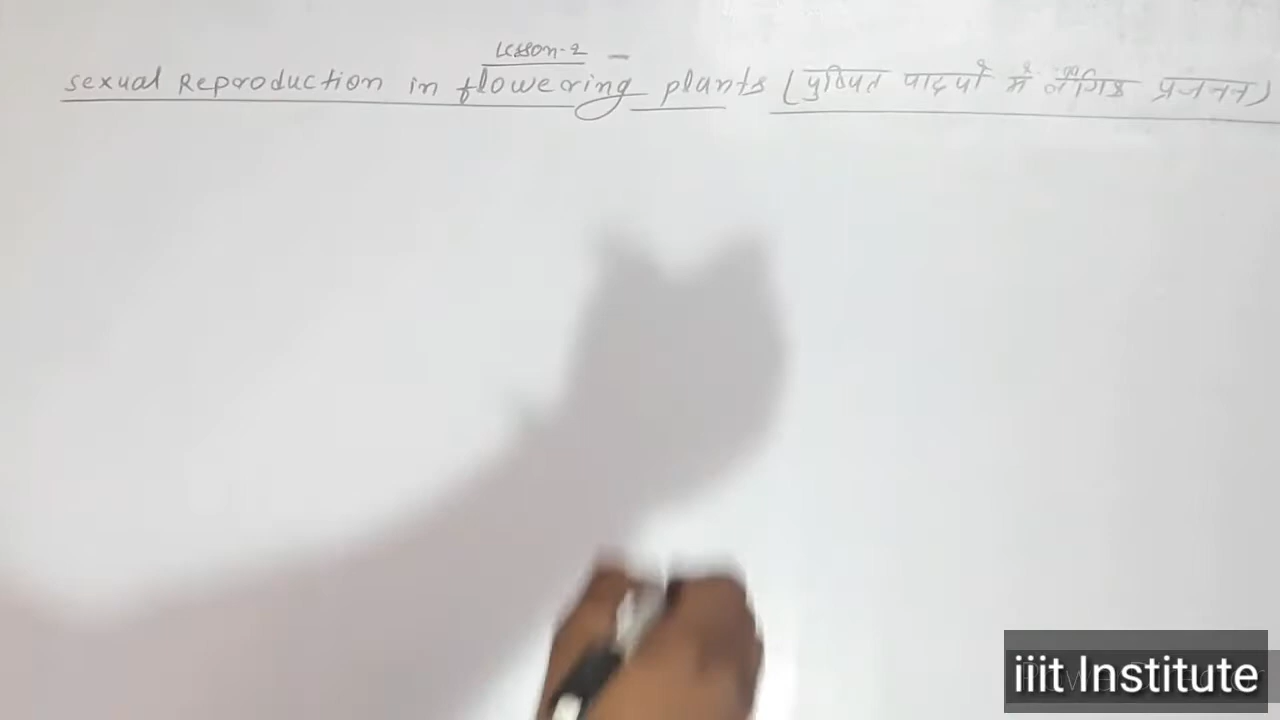 Lesson-2
sexual Reproduction in flowering plants (पुष्पित पादपों में लैंगिक प्रजनन)
iiit Institute